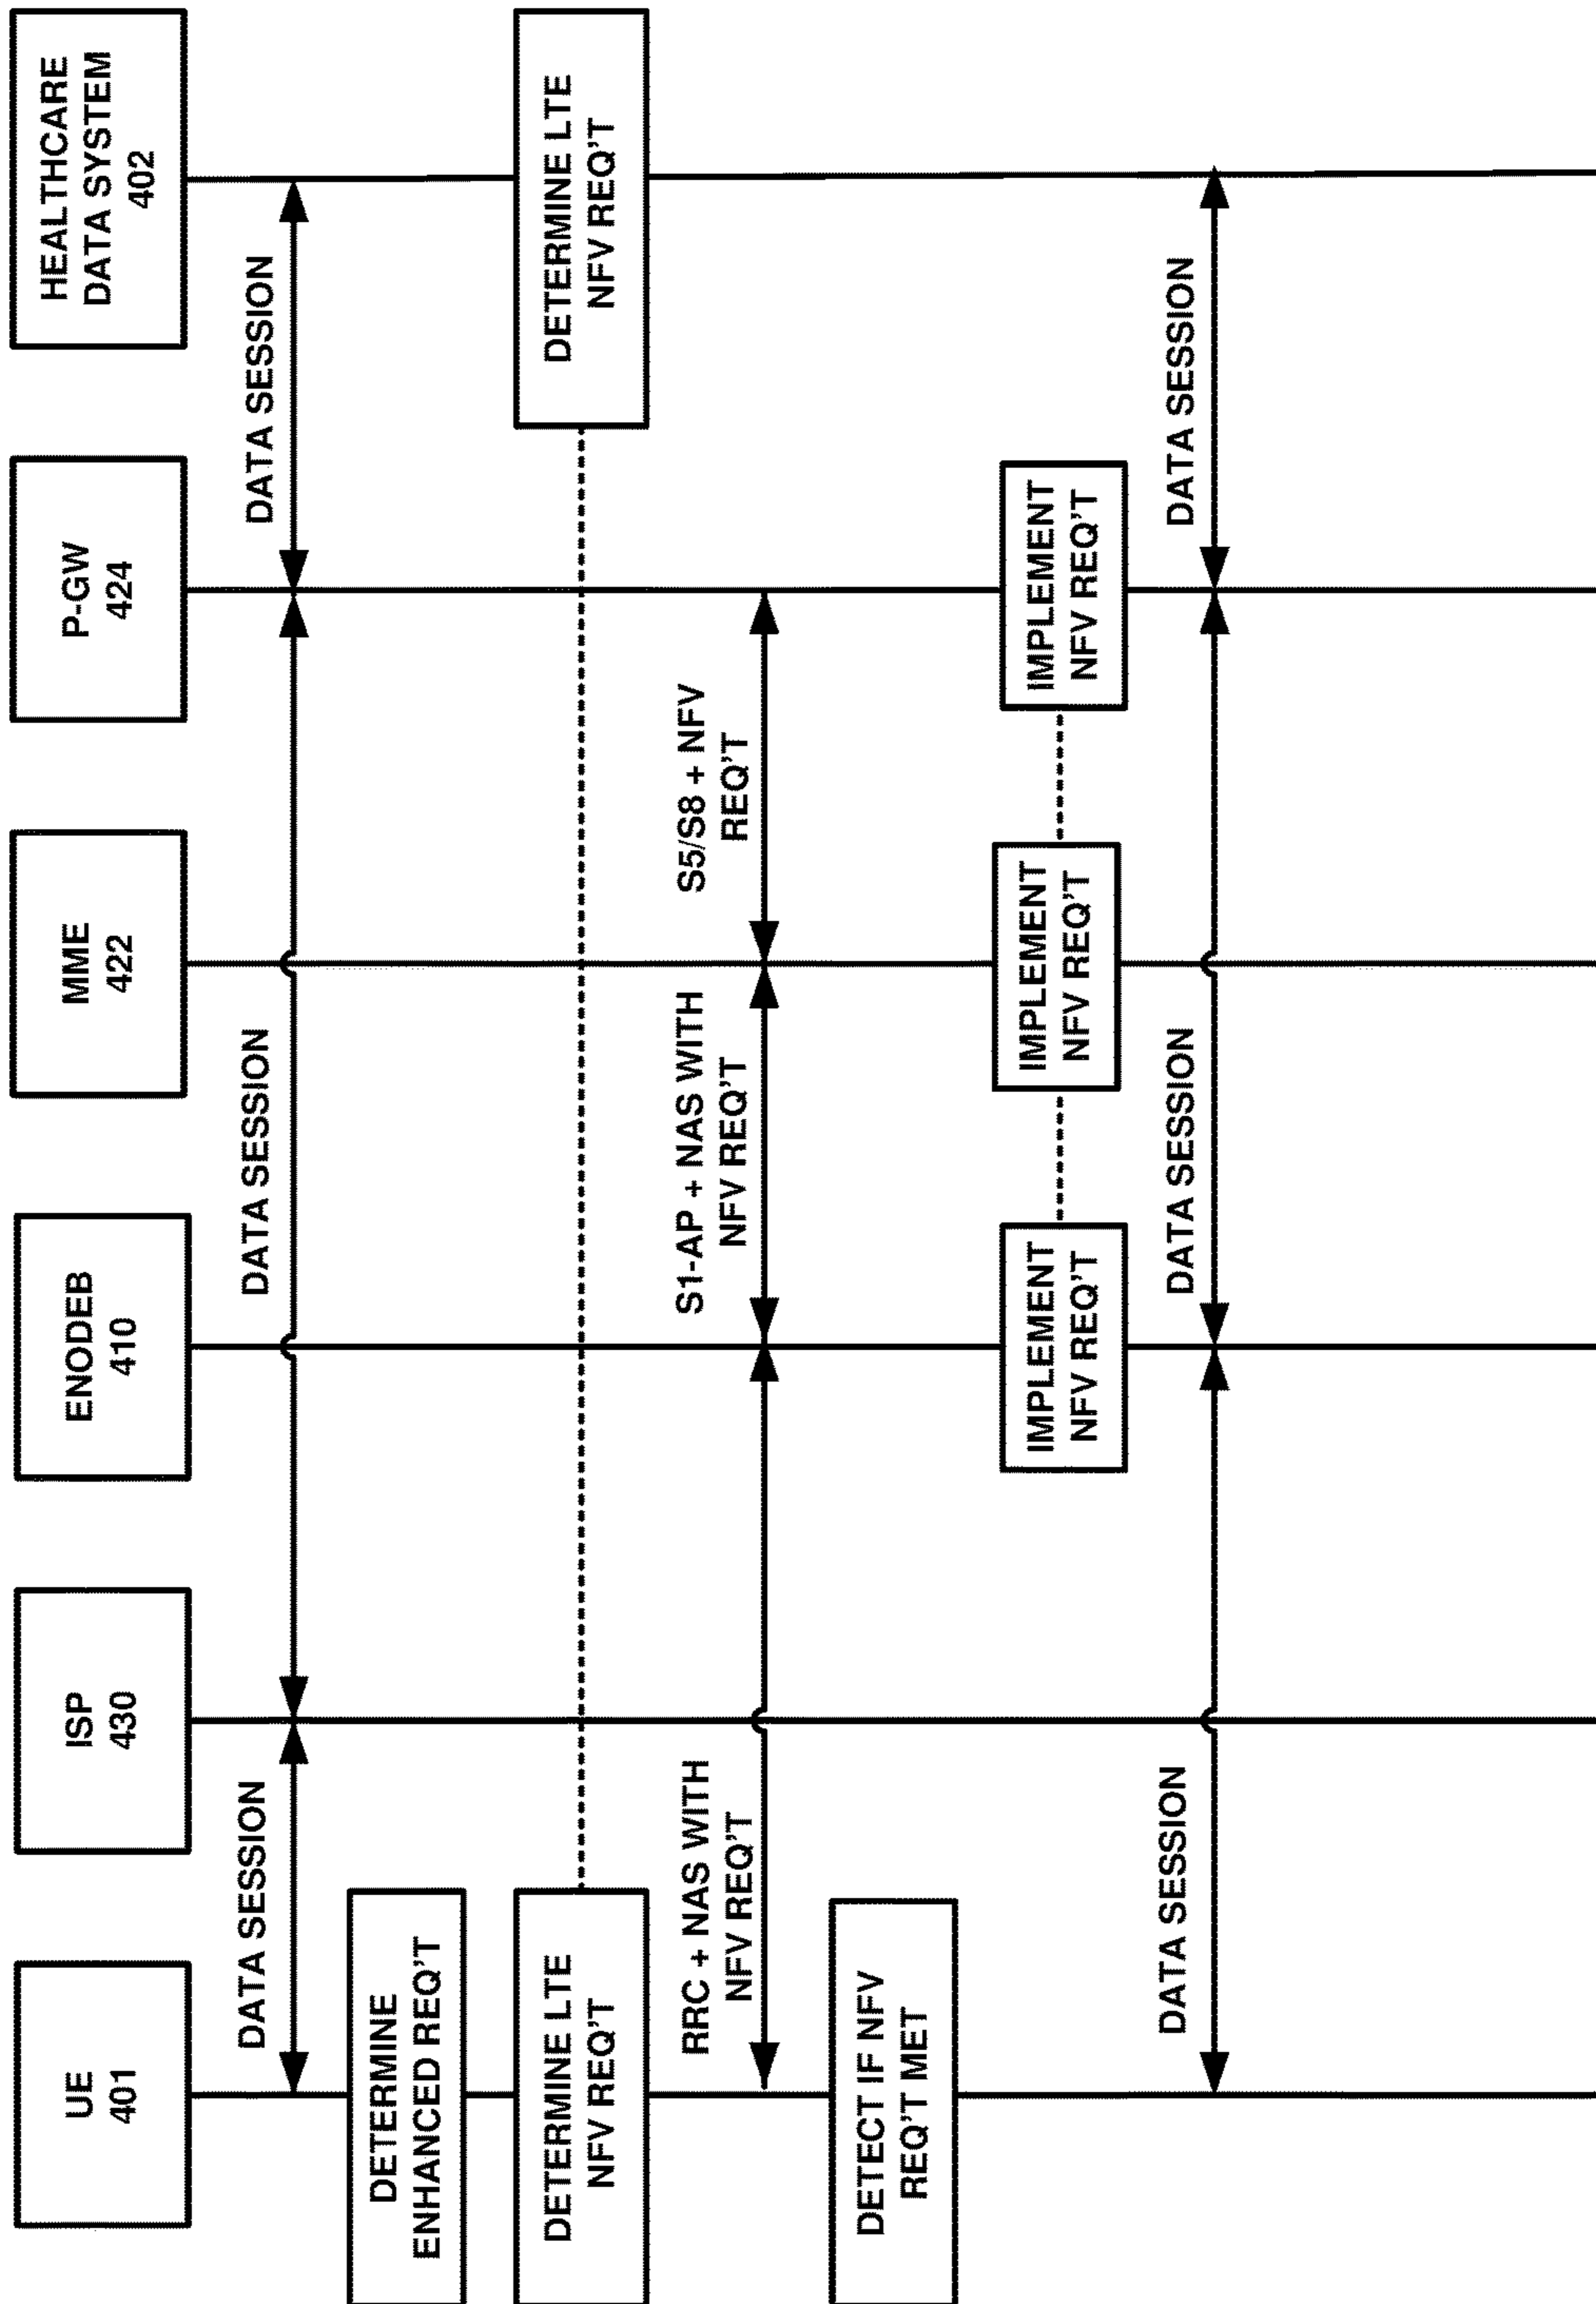 UE
401
ISP
430
ENODEB
410
MME
422
P-GW
424
HEALTHCARE
DATA SYSTEM
402
DATA SESSION
DATA SESSION
DATA SESSION
DETERMINE
ENHANCED REQ'T
DETERMINE LTE
NFV REQ'T
DETERMINE LTE
NFV REQ'T
RRC + NAS WITH
NFV REQ'T
S1-AP + NAS WITH
NFV REQ'T
S5/S8 + NFV
REQ'T
DETECT IF NFV
REQ'T MET
IMPLEMENT
NFV REQ'T
IMPLEMENT
NFV REQ'T
IMPLEMENT
NFV REQ'T
DATA SESSION
DATA SESSION
DATA SESSION